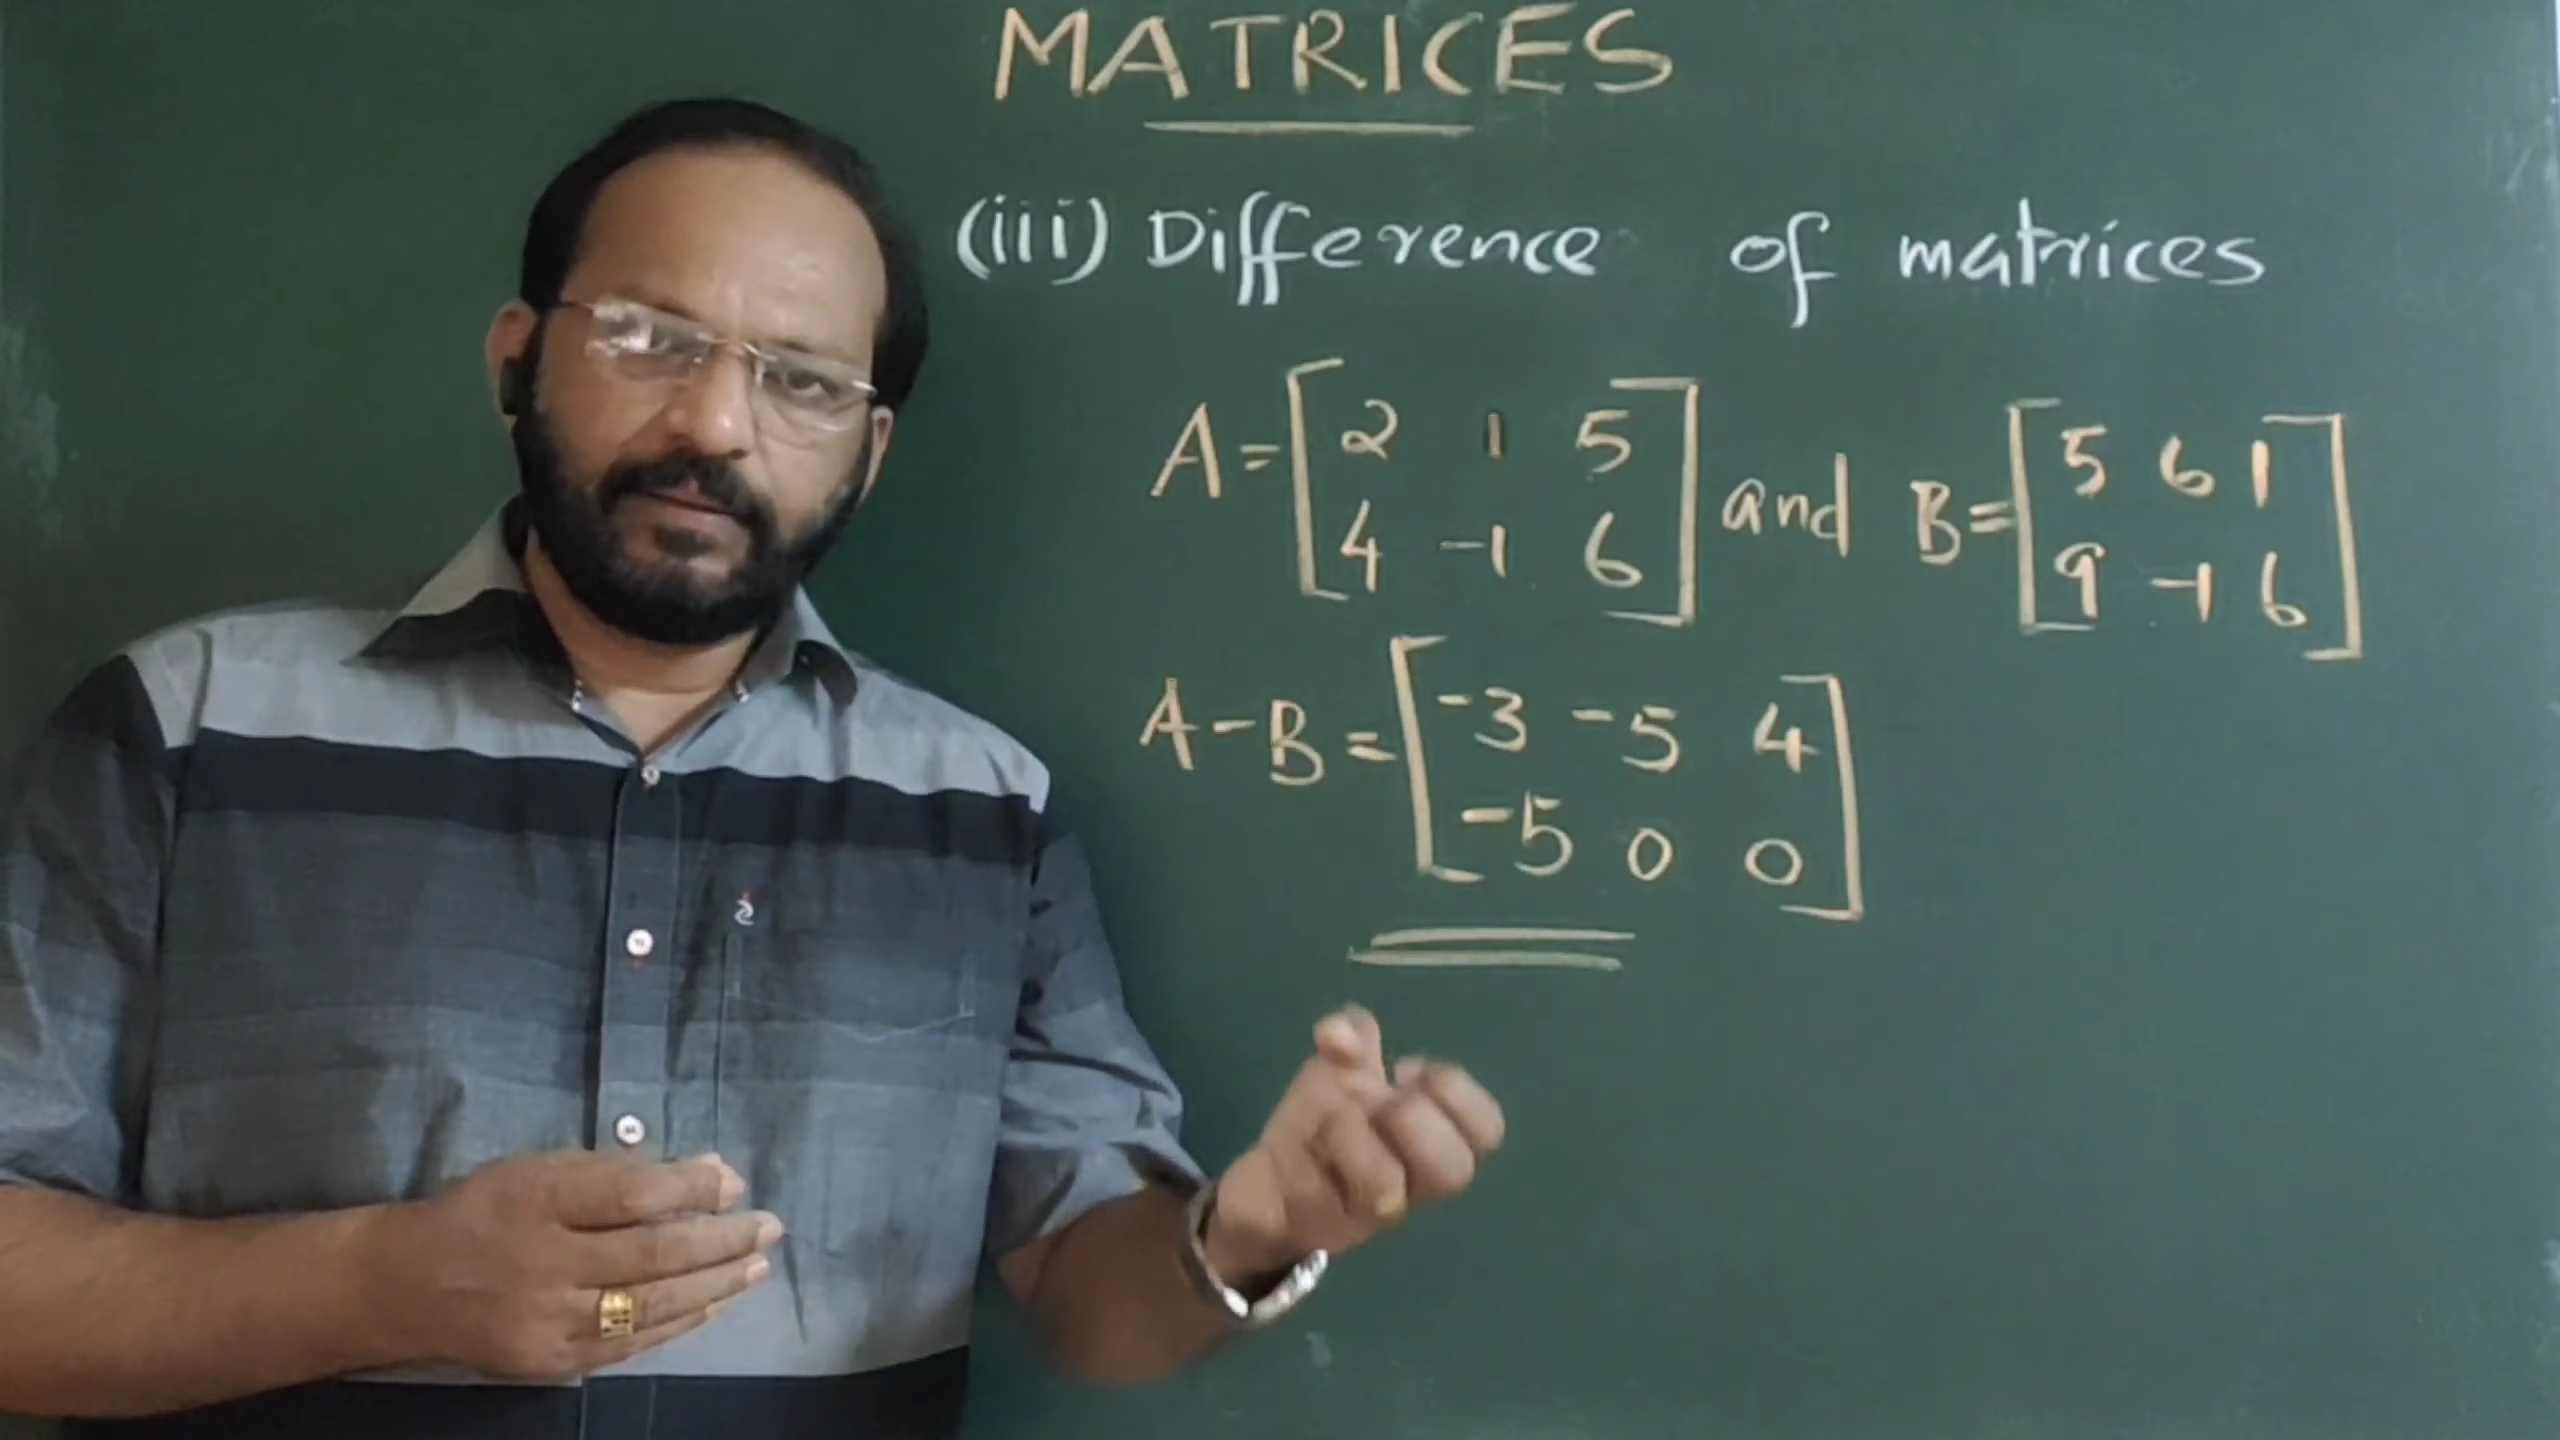 MATRICES
(iii) Difference of matrices
A = [ 2 1 5
4 -1 6 ] and B = [ 5 6 1
9 -1 6 ]
A - B = [ -3 -5 4
-5 0 0 ]